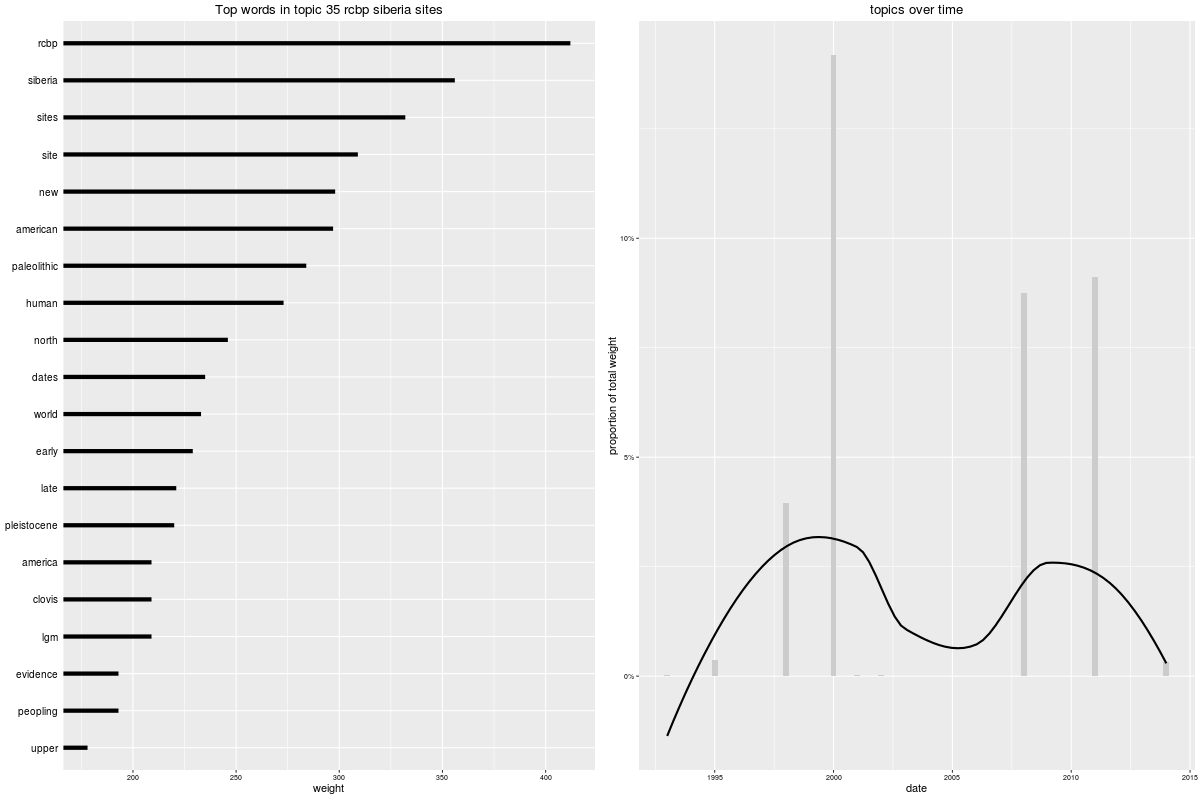 Top words in topic 35 rcbp siberia sites
rcbp
siberia
sites
site
new
american
paleolithic
human
north
dates
world
early
late
pleistocene
america
clovis
lgm
evidence
peopling
upper
200 250 300 350 400
weight
topics over time
proportion of total weight
10%
5%
0%
1995 2000 2005 2010 2015
date